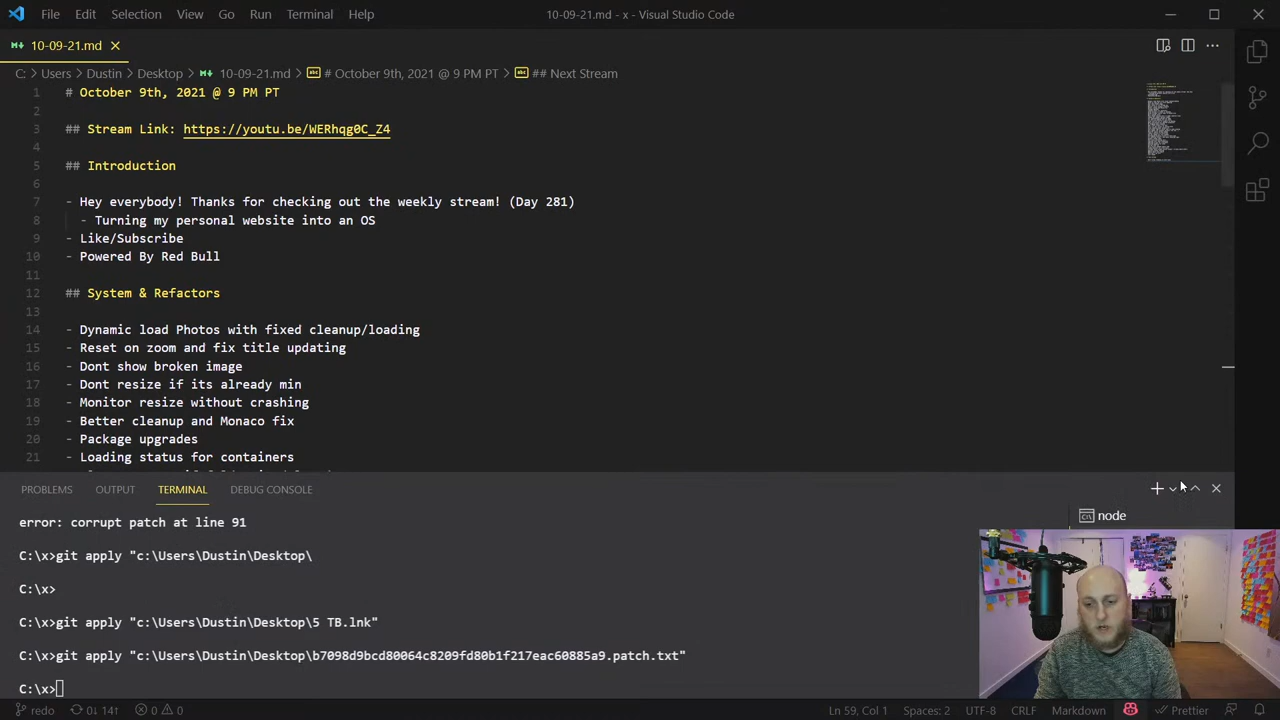 File Edit Selection View Go Run Terminal Help 10-09-21.md - x - Visual Studio Code
10-09-21.md
C: > Users > Dustin > Desktop > 10-09-21.md > # October 9th, 2021 @ 9 PM PT > ## Next Stream
1 # October 9th, 2021 @ 9 PM PT
2
3 ## Stream Link: https://youtu.be/WERhqg0C_Z4
4
5 ## Introduction
6
7 - Hey everybody! Thanks for checking out the weekly stream! (Day 281)
8 - Turning my personal website into an OS
9 - Like/Subscribe
10 - Powered By Red Bull
11
12 ## System & Refactors
13
14 - Dynamic load Photos with fixed cleanup/loading
15 - Reset on zoom and fix title updating
16 - Dont show broken image
17 - Dont resize if its already min
18 - Monitor resize without crashing
19 - Better cleanup and Monaco fix
20 - Package upgrades
21 - Loading status for containers
PROBLEMS OUTPUT TERMINAL DEBUG CONSOLE
node
error: corrupt patch at line 91
C:\x>git apply "c:\Users\Dustin\Desktop\
C:\x>
C:\x>git apply "c:\Users\Dustin\Desktop\5 TB.lnk"
C:\x>git apply "c:\Users\Dustin\Desktop\b7098d9bcd80064c8209fd80b1f217eac60885a9.patch.txt"
C:\x>
redo 0↓ 14↑ 0 0 Ln 59, Col 1 Spaces: 2 UTF-8 CRLF Markdown Prettier